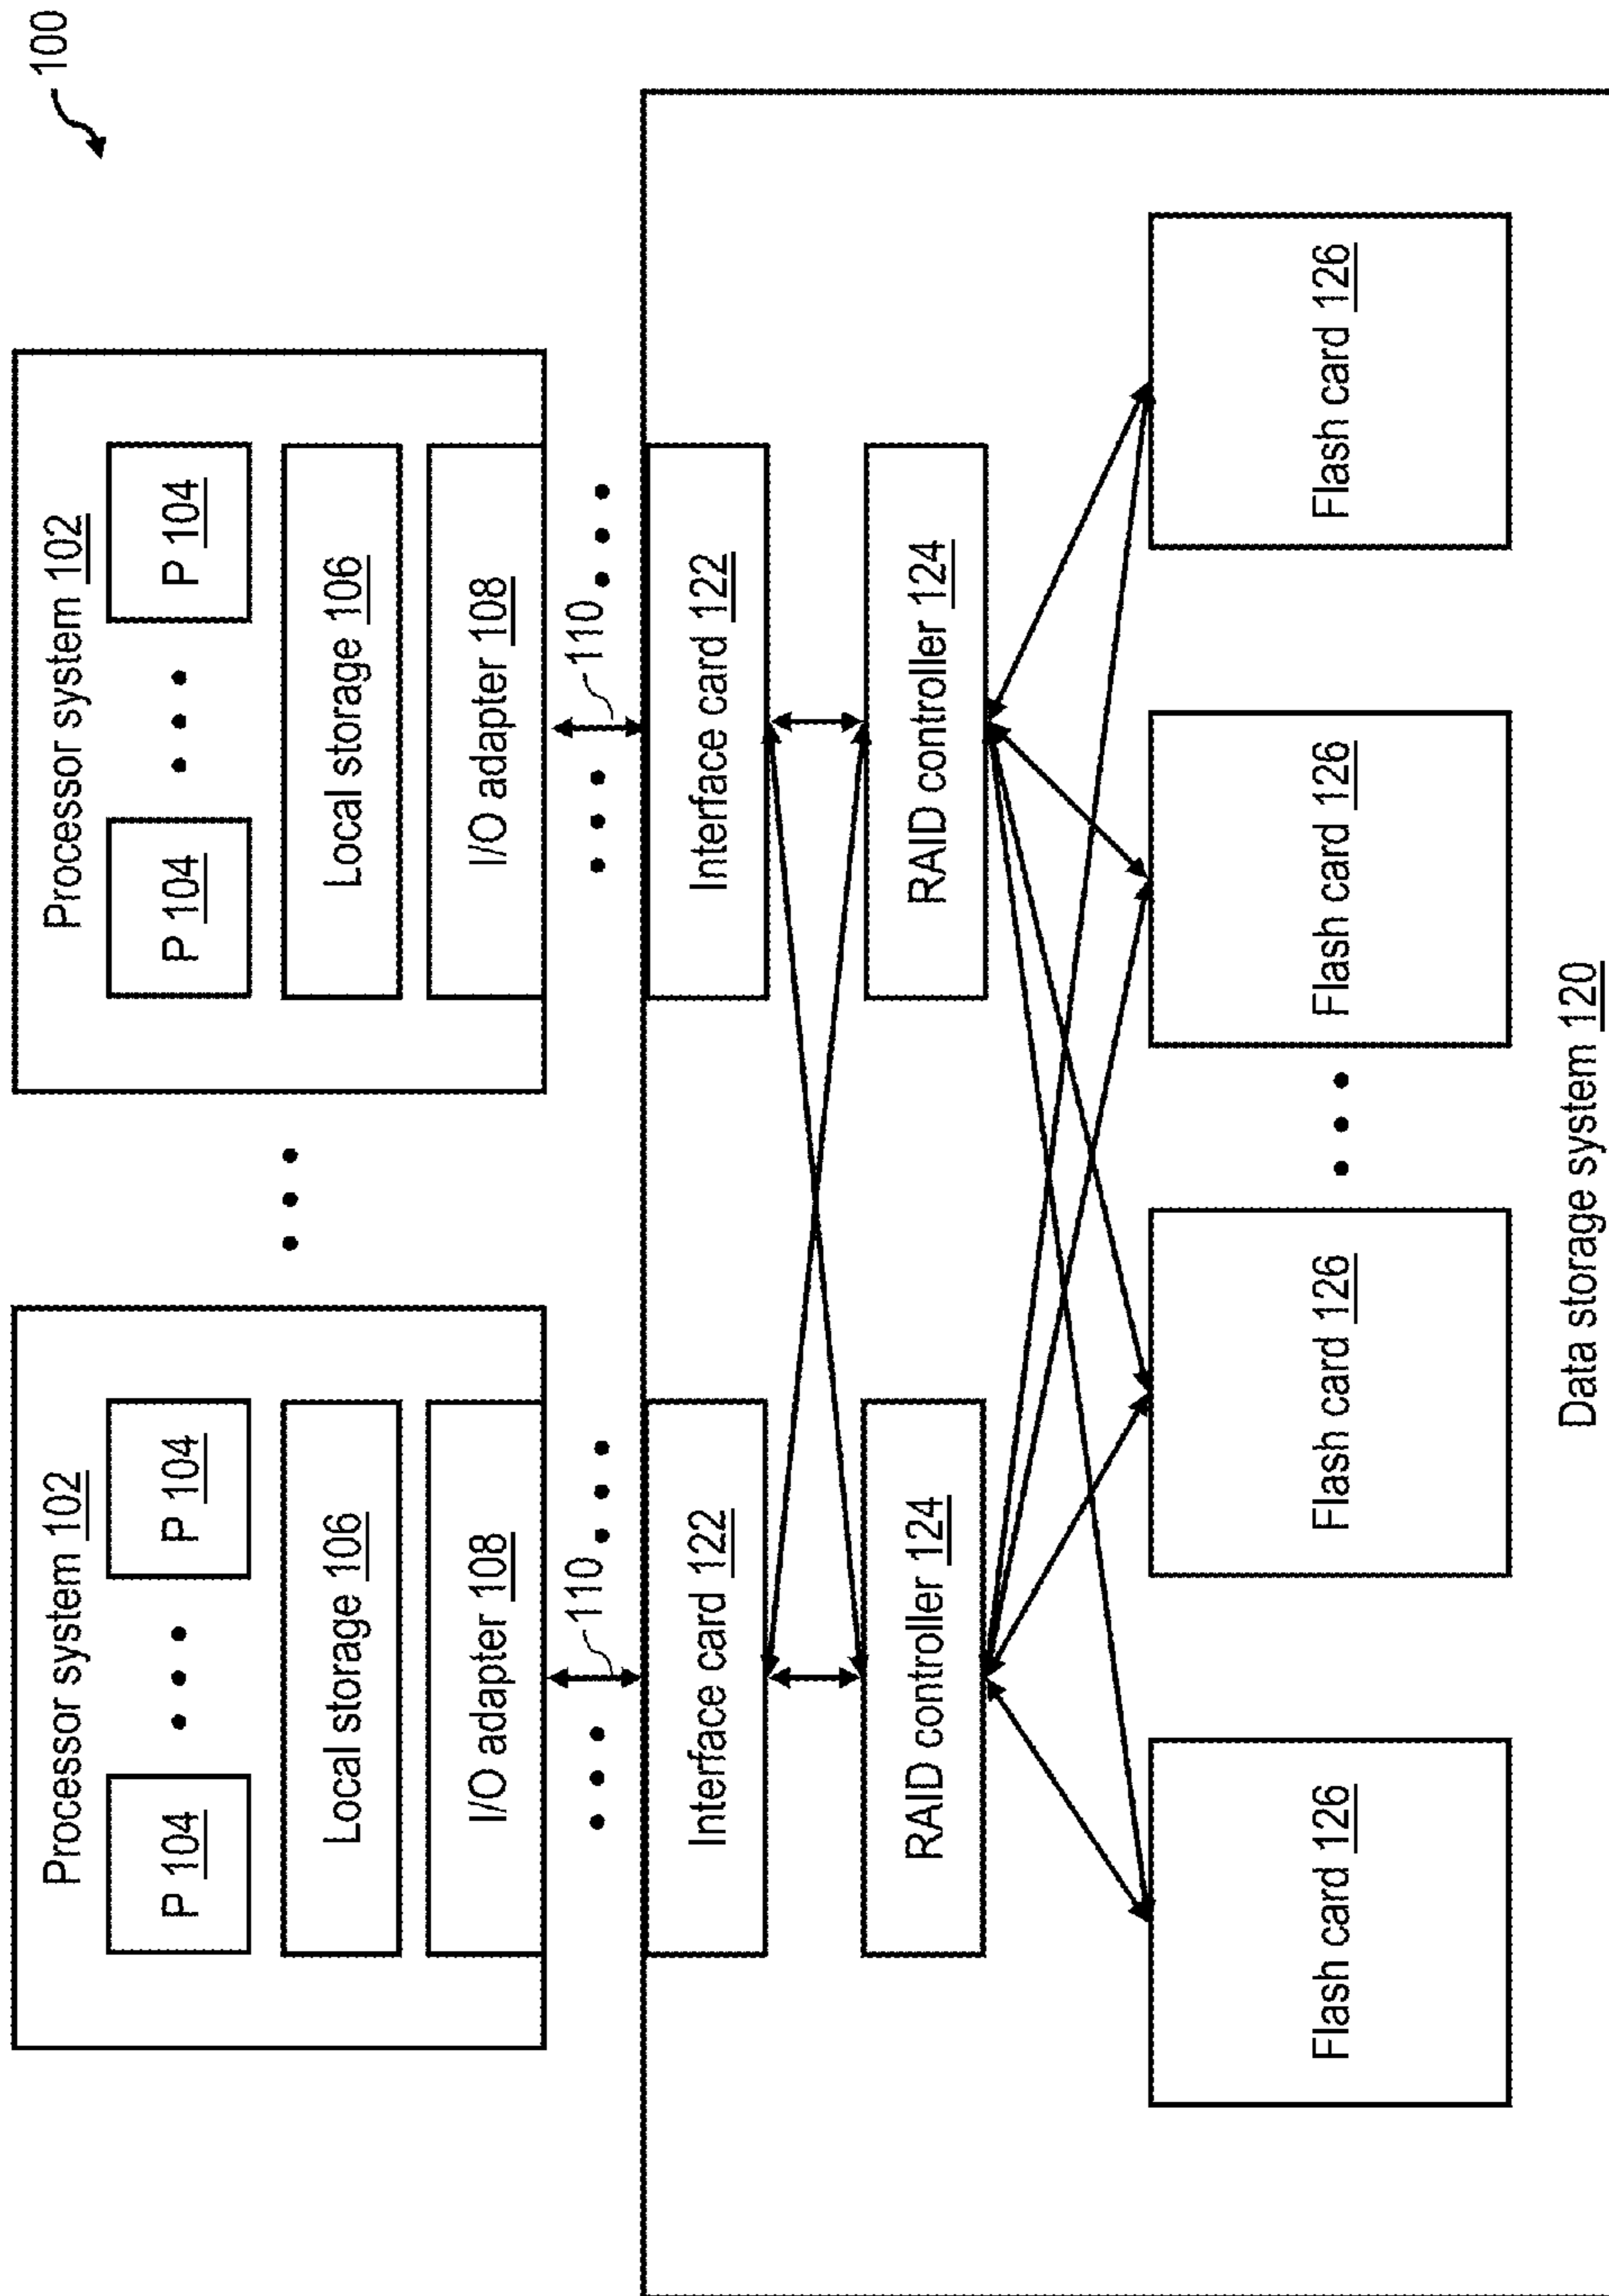 100
Processor system 102
P 104
P 104
Local storage 106
I/O adapter 108
110
Processor system 102
P 104
P 104
Local storage 106
I/O adapter 108
110
Interface card 122
Interface card 122
RAID controller 124
RAID controller 124
Flash card 126
Flash card 126
Flash card 126
Flash card 126
Data storage system 120